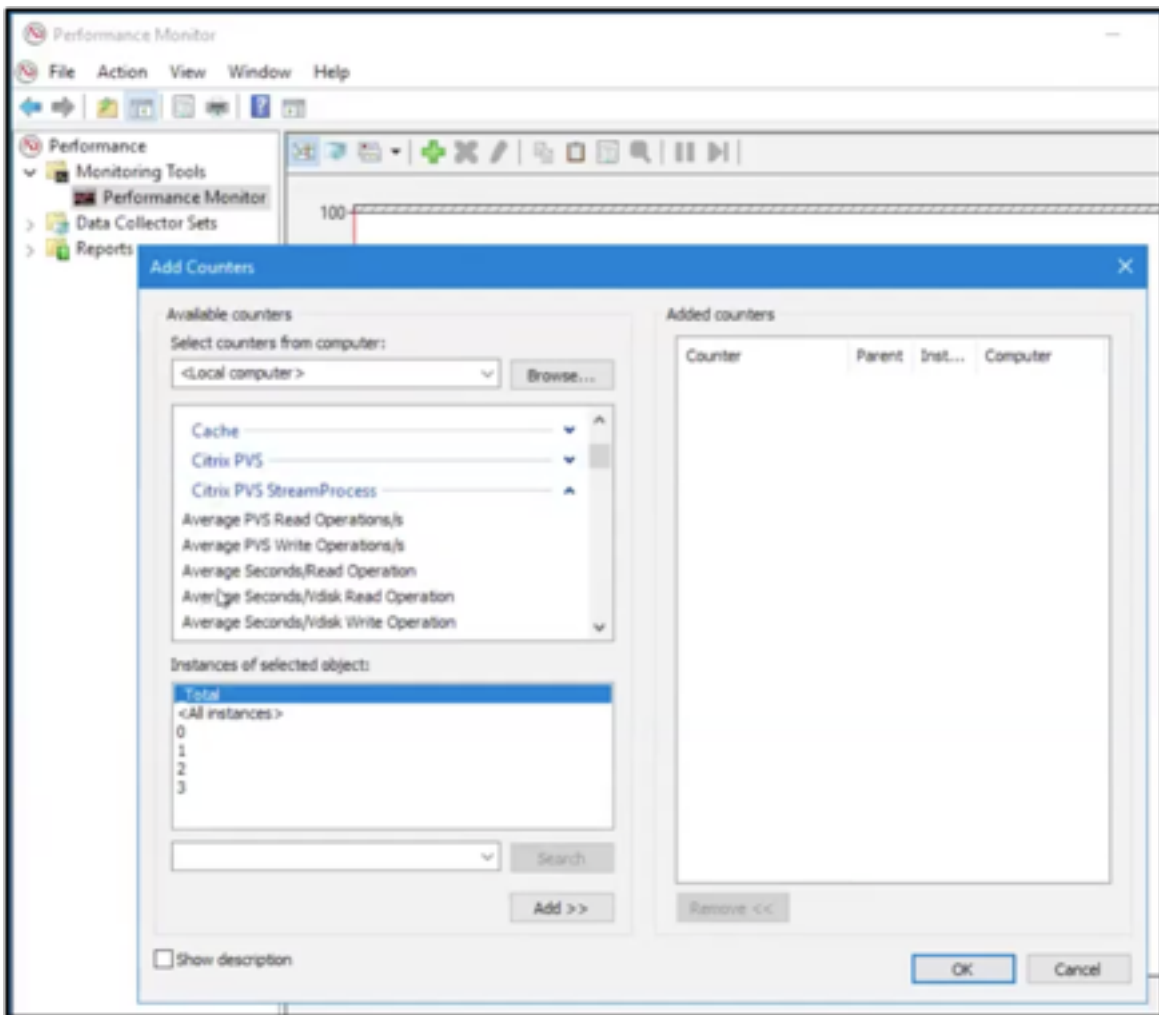 Performance Monitor
File Action View Window Help
Performance
Monitoring Tools
Performance Monitor
Data Collector Sets
Reports
100
Add Counters
Available counters
Select counters from computer:
<Local computer>
Browse...
Cache
Citrix PVS
Citrix PVS StreamProcess
Average PVS Read Operations/s
Average PVS Write Operations/s
Average Seconds/Read Operation
Average Seconds/Vdisk Read Operation
Average Seconds/Vdisk Write Operation
Instances of selected object:
_Total
<All instances>
0
1
2
3
Search
Add >>
Show description
Added counters
Counter Parent Inst... Computer
Remove <<
OK Cancel